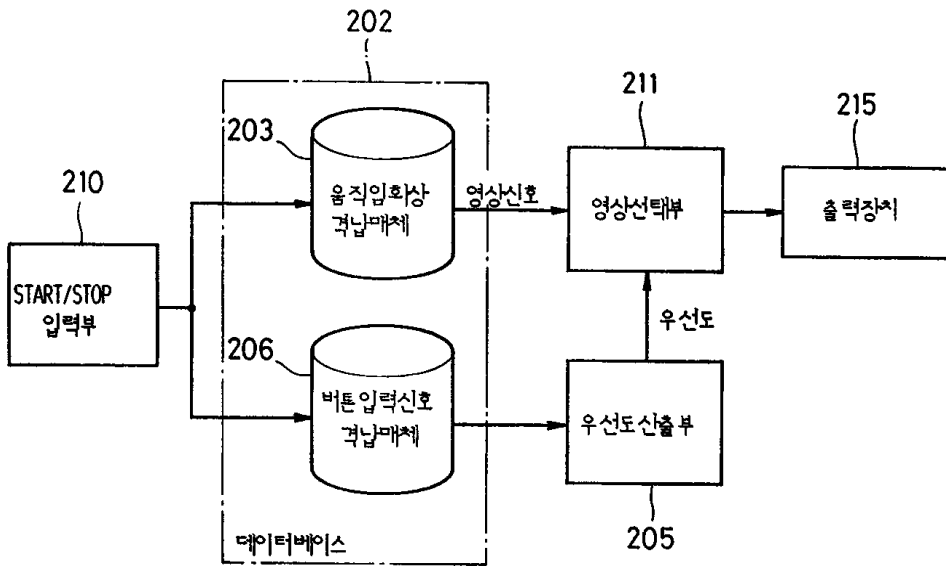 202
203
움직임화상
격납매체
영상신호
211
영상선택부
215
출력장치
210
START/STOP
입력부
우선도
206
버튼입력신호
격납매체
우선도산출부
205
데이터베이스